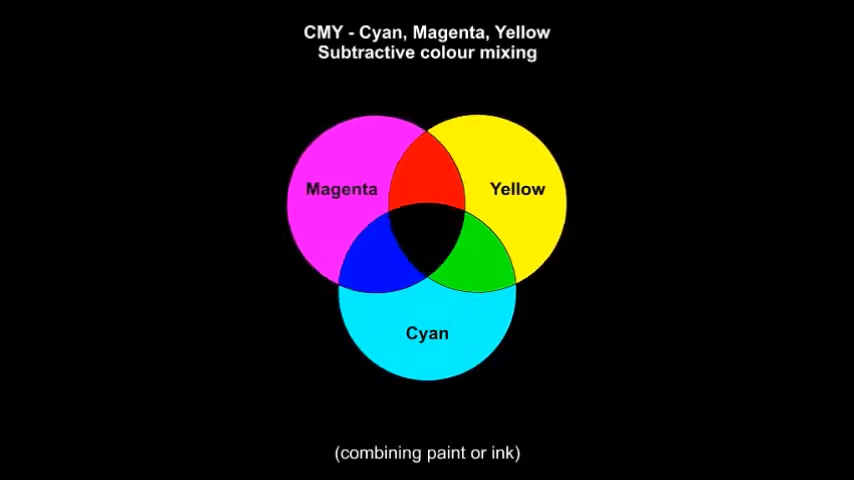 CMY - Cyan, Magenta, Yellow
Subtractive colour mixing
Magenta
Yellow
Cyan
(combining paint or ink)